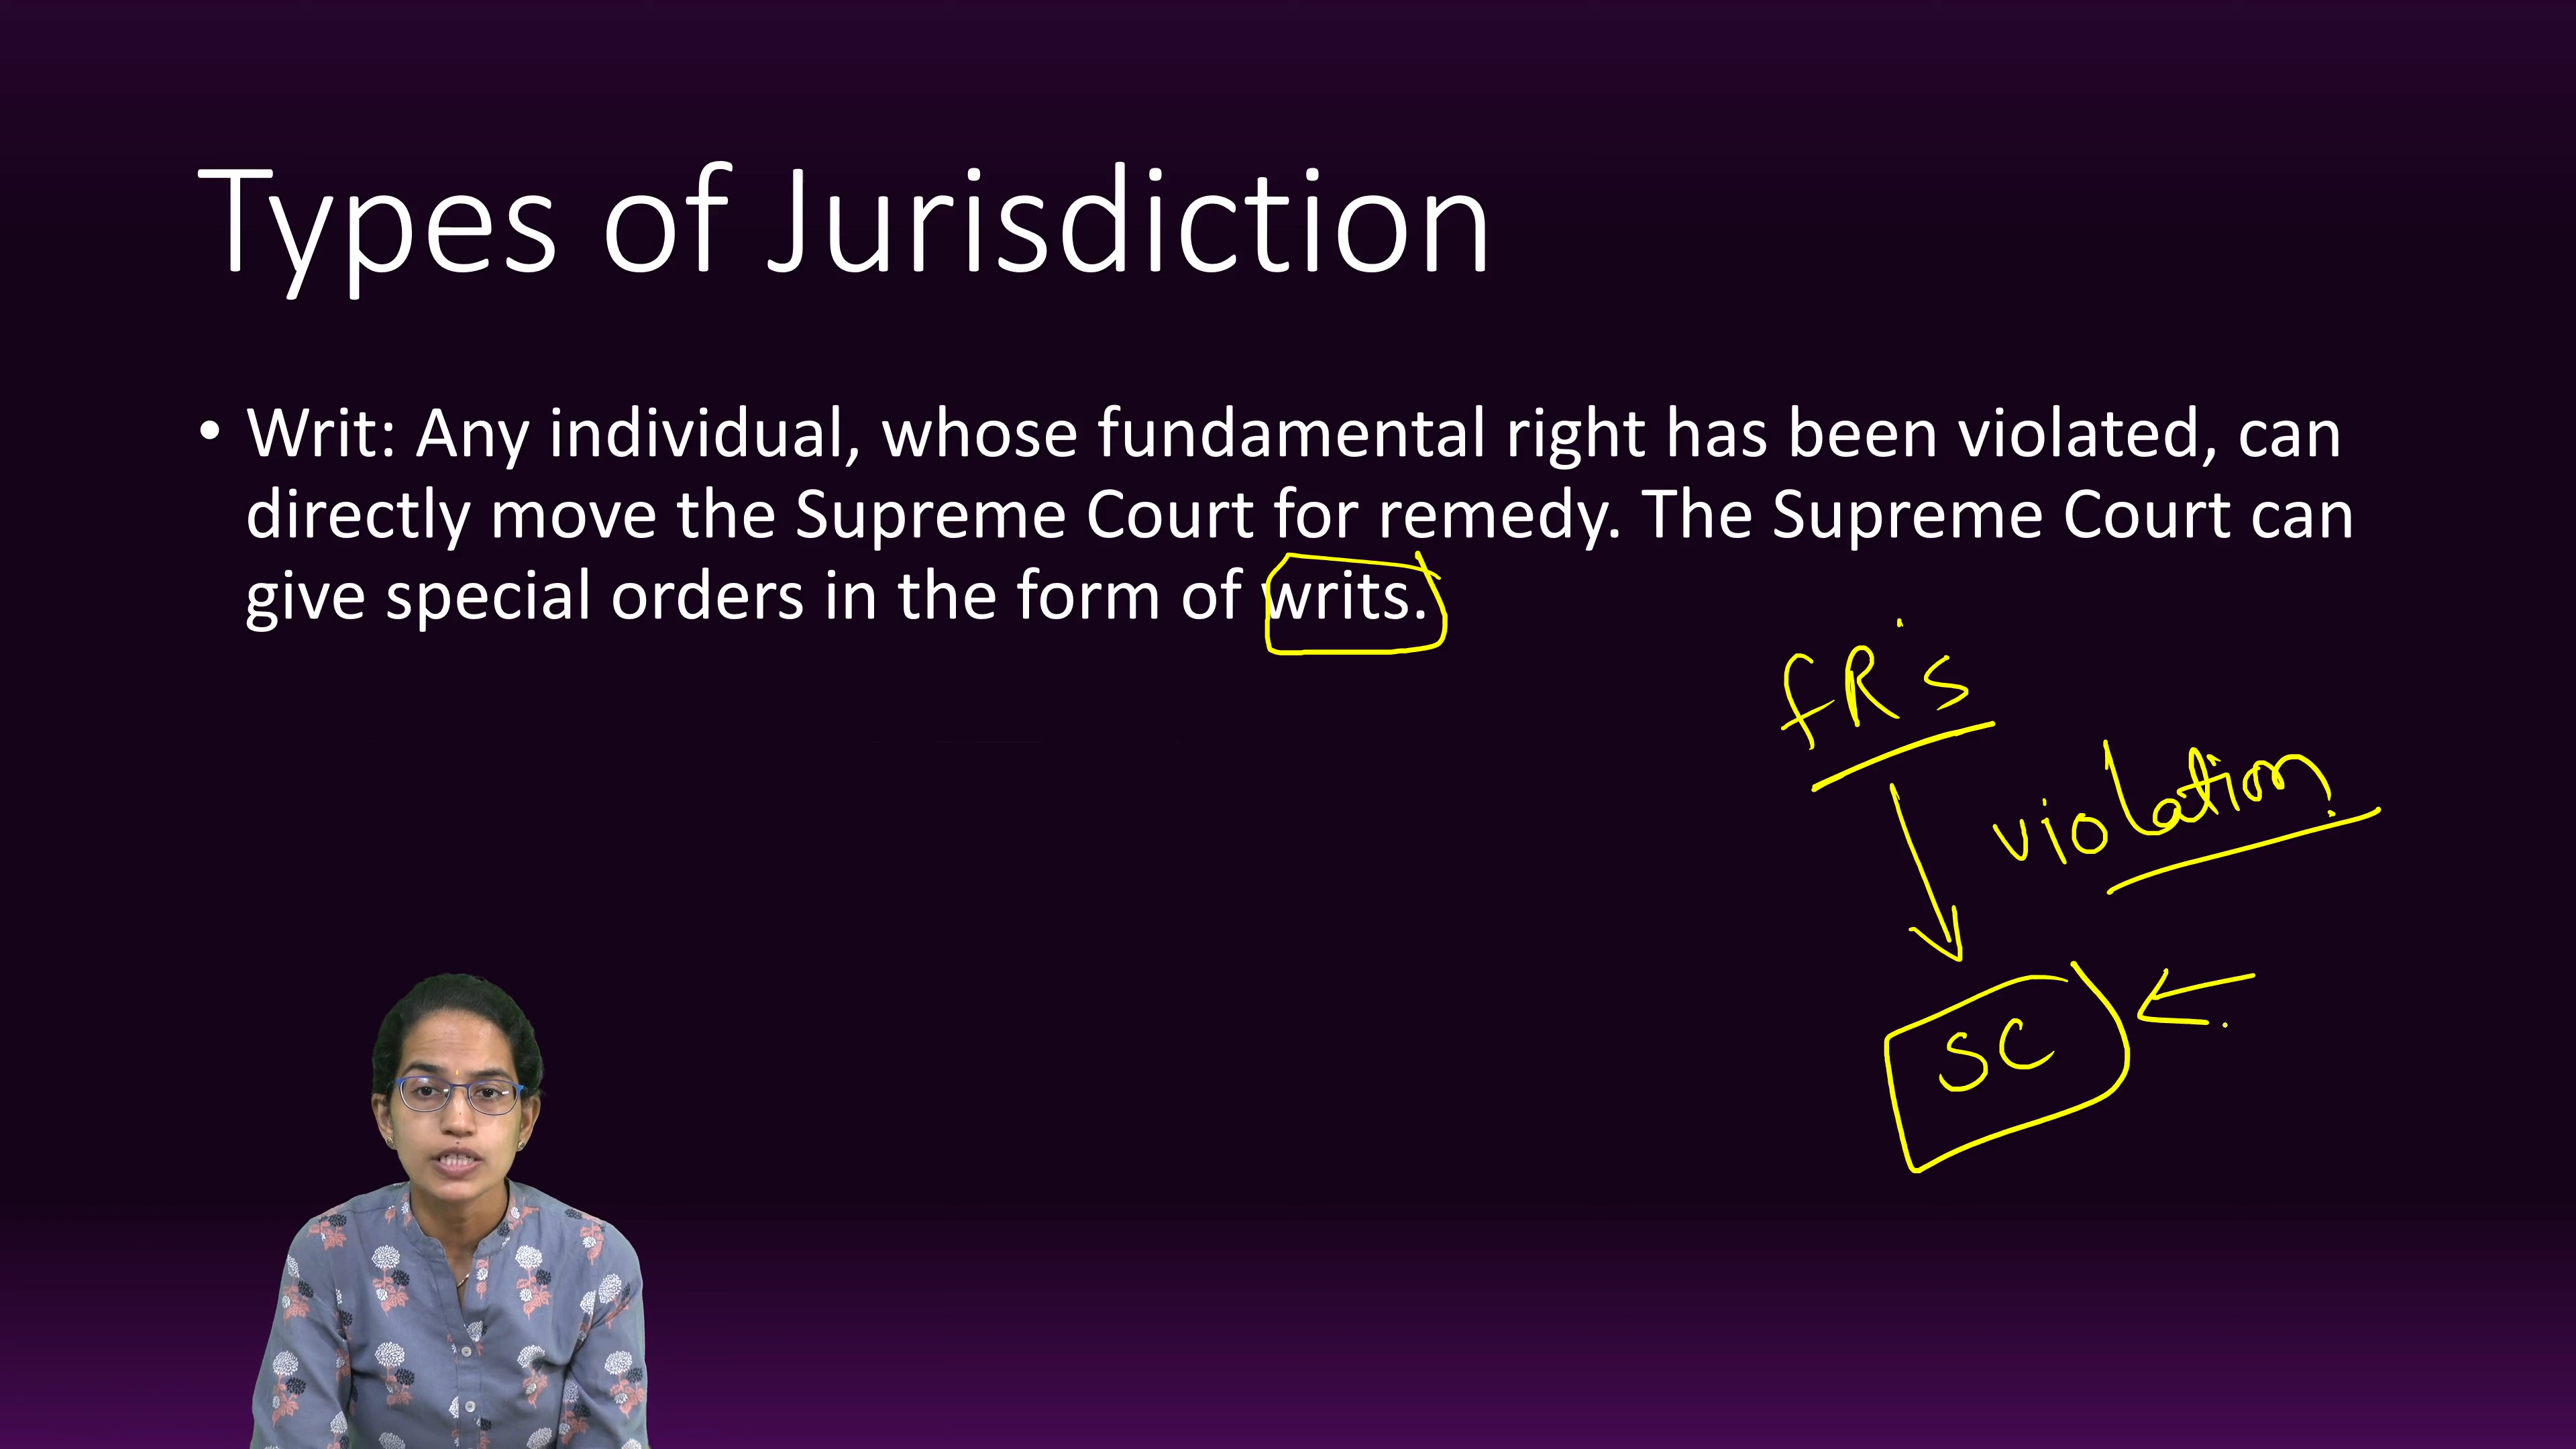 Types of Jurisdiction
• Writ: Any individual, whose fundamental right has been violated, can
directly move the Supreme Court for remedy. The Supreme Court can
give special orders in the form of writs.
fR's
violation
SC